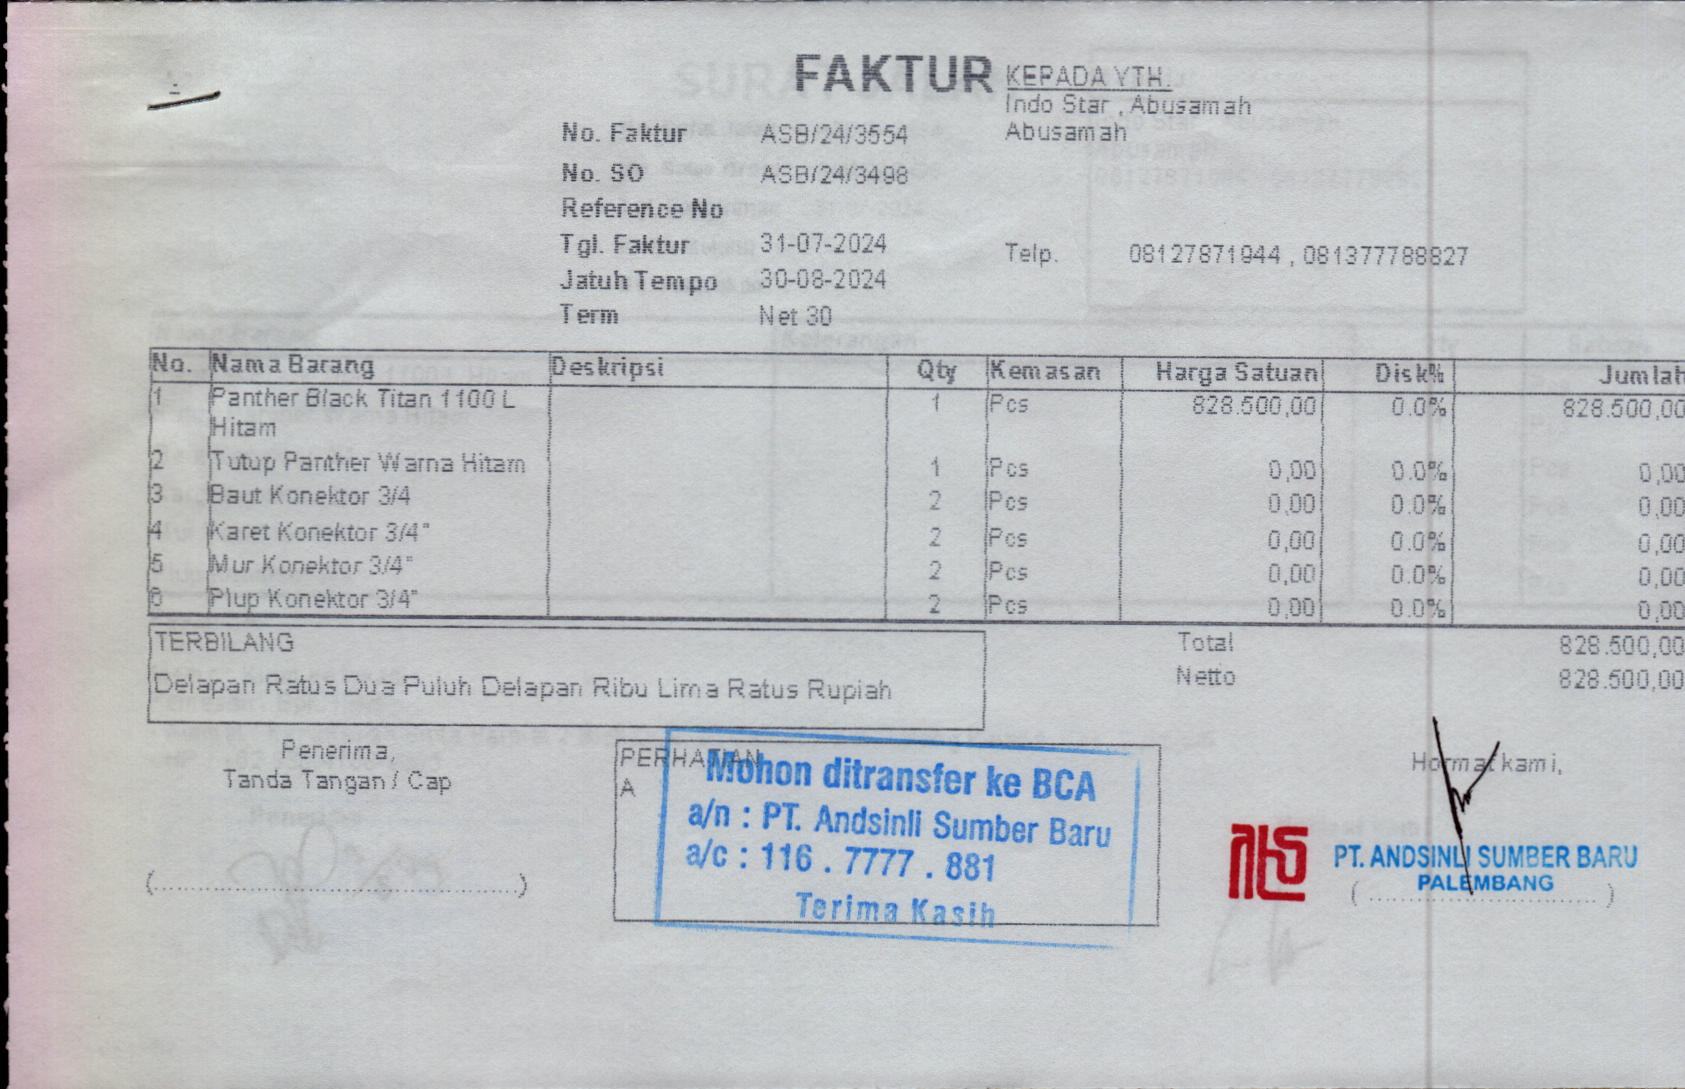 FAKTUR
KEPADA YTH.
Indo Star , Abusamah
Abusamah
No. Faktur ASB/24/3554
No. SO ASB/24/3498
Reference No
Tgl. Faktur 31-07-2024
Telp. 08127871944 , 081377788827
Jatuh Tempo 30-08-2024
Term Net 30
No. Nama Barang Deskripsi Qty Kemasan Harga Satuan Disk% Jumlah
1 Panther Black Titan 1100 L 1 Pcs 828.500,00 0.0% 828.500,00
Hitam
2 Tutup Panther Warna Hitam 1 Pcs 0,00 0.0% 0,00
3 Baut Konektor 3/4 2 Pcs 0,00 0.0% 0,00
4 Karet Konektor 3/4" 2 Pcs 0,00 0.0% 0,00
5 Mur Konektor 3/4" 2 Pcs 0,00 0.0% 0,00
6 Plup Konektor 3/4" 2 Pcs 0,00 0.0% 0,00
TERBILANG
Total 828.500,00
Netto 828.500,00
Delapan Ratus Dua Puluh Delapan Ribu Lima Ratus Rupiah
Penerima,
Tanda Tangan / Cap
PERHATIAN
A
Mohon ditransfer ke BCA
a/n : PT. Andsinli Sumber Baru
a/c : 116 . 7777 . 881
Terima Kasih
Hormat kami,
PT. ANDSINLI SUMBER BARU
PALEMBANG